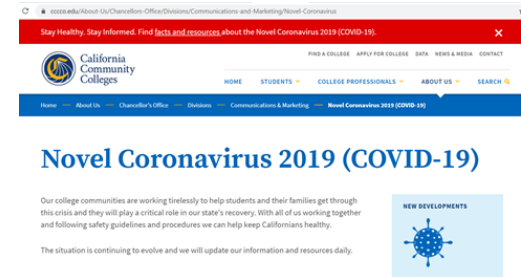 cccco.edu/About-Us/Chancellors-Office/Divisions/Communications-and-Marketing/Novel-Coronavirus
Stay Healthy. Stay Informed. Find facts and resources about the Novel Coronavirus 2019 (COVID-19).
FIND A COLLEGE APPLY FOR COLLEGE DATA NEWS & MEDIA CONTACT
California
Community
Colleges
HOME STUDENTS COLLEGE PROFESSIONALS ABOUT US SEARCH
Home — About Us — Chancellor's Office — Divisions — Communications & Marketing — Novel Coronavirus 2019 (COVID-19)
Novel Coronavirus 2019 (COVID-19)
Our college communities are working tirelessly to help students and their families get through
this crisis and they will play a critical role in our state's recovery. With all of us working together
and following safety guidelines and procedures we can help keep Californians healthy.
The situation is continuing to evolve and we will update our information and resources daily.
NEW DEVELOPMENTS